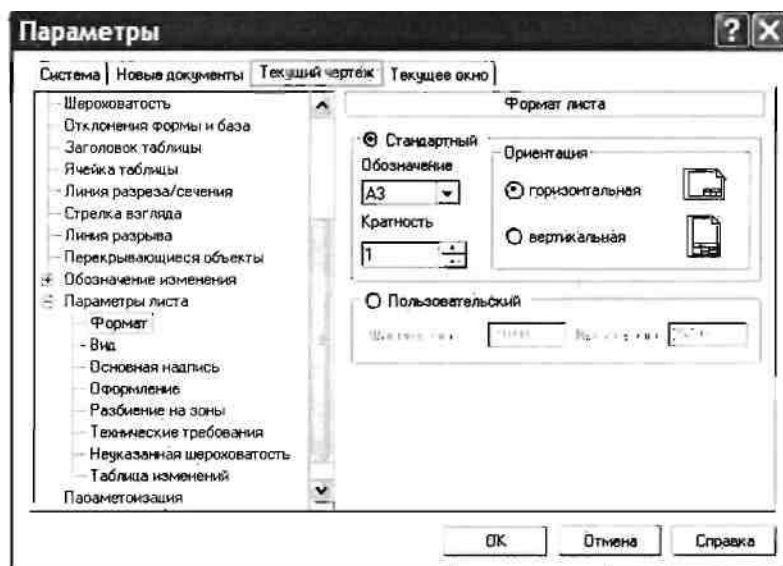 Параметры
Система Новые документы Текущий чертеж Текущее окно
Шероховатость
Отклонения формы и база
Заголовок таблицы
Ячейка таблицы
Линия разреза/сечения
Стрелка взгляда
Линия разрыва
Перекрывающиеся объекты
Обозначение изменения
Параметры листа
Формат
Вид
Основная надпись
Оформление
Разбиение на зоны
Технические требования
Неуказанная шероховатость
Таблица изменений
Параметризация
Формат листа
Стандартный
Обозначение
A3
Кратность
1
Ориентация
горизонтальная
вертикальная
Пользовательский
OK Отмена Справка